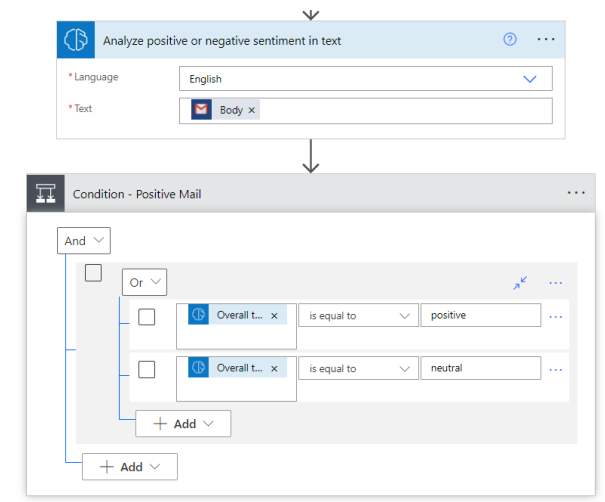 Analyze positive or negative sentiment in text
* Language
English
* Text
Body ×
Condition - Positive Mail
And
Or
Overall t... ×
is equal to
positive
Overall t... ×
is equal to
neutral
+ Add
+ Add